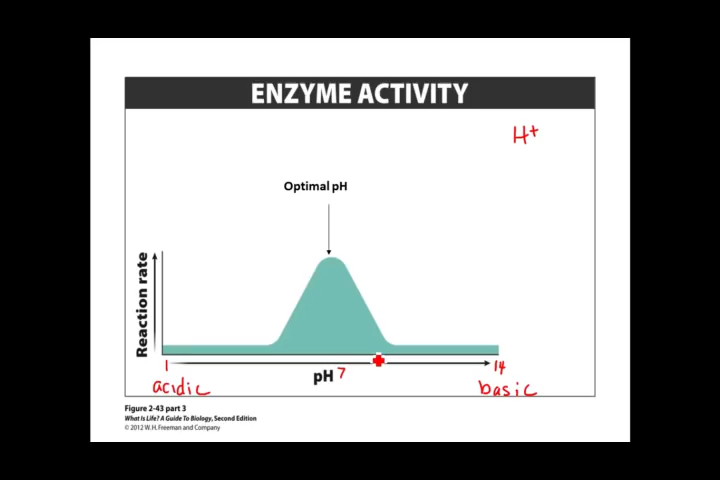 ENZYME ACTIVITY
H+
Optimal pH
Reaction rate
1
14
pH 7
acidic
basic
Figure 2-43 part 3
What Is Life? A Guide To Biology, Second Edition
© 2012 W. H. Freeman and Company